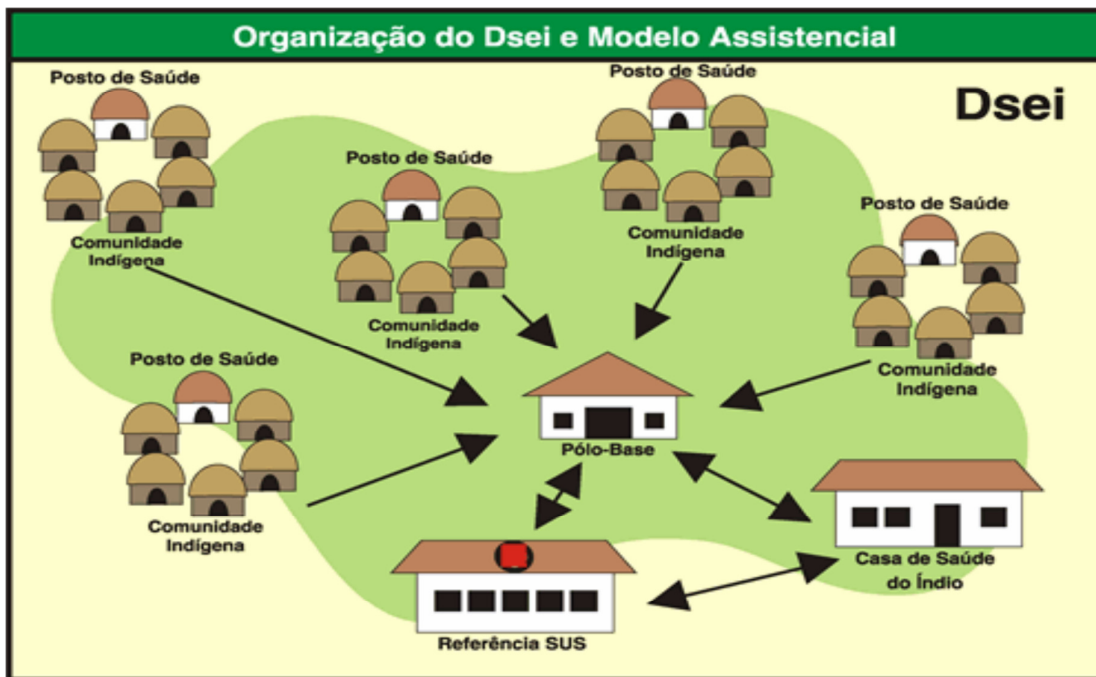 Organização do Dsei e Modelo Assistencial
Dsei
Posto de Saúde
Comunidade
Indígena
Posto de Saúde
Comunidade
Indígena
Posto de Saúde
Comunidade
Indígena
Posto de Saúde
Comunidade
Indígena
Posto de Saúde
Comunidade
Indígena
Pólo-Base
Casa de Saúde
do Índio
Referência SUS